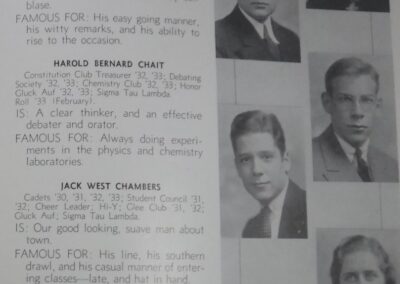 blase.
FAMOUS FOR: His easy going manner,
his witty remarks, and his ability to
rise to the occasion.
HAROLD BERNARD CHAIT
Constitution Club Treasurer '32, '33; Debating
Society '32, '33; Chemistry Club '32, '33; Honor
Gluck Auf '32, '33; Sigma Tau Lambda.
Roll '33 (February).
IS: A clear thinker, and an effective
debater and orator.
FAMOUS FOR: Always doing experi-
ments in the physics and chemistry
laboratories.
JACK WEST CHAMBERS
Cadets '30, '31, '32, '33; Student Council '31,
'32; Cheer Leader; Hi-Y; Glee Club '31, '32;
Gluck Auf; Sigma Tau Lambda.
IS: Our good looking, suave man about
town.
FAMOUS FOR: His line, his southern
drawl, and his casual manner of enter-
ing classes—late, and hat in hand.